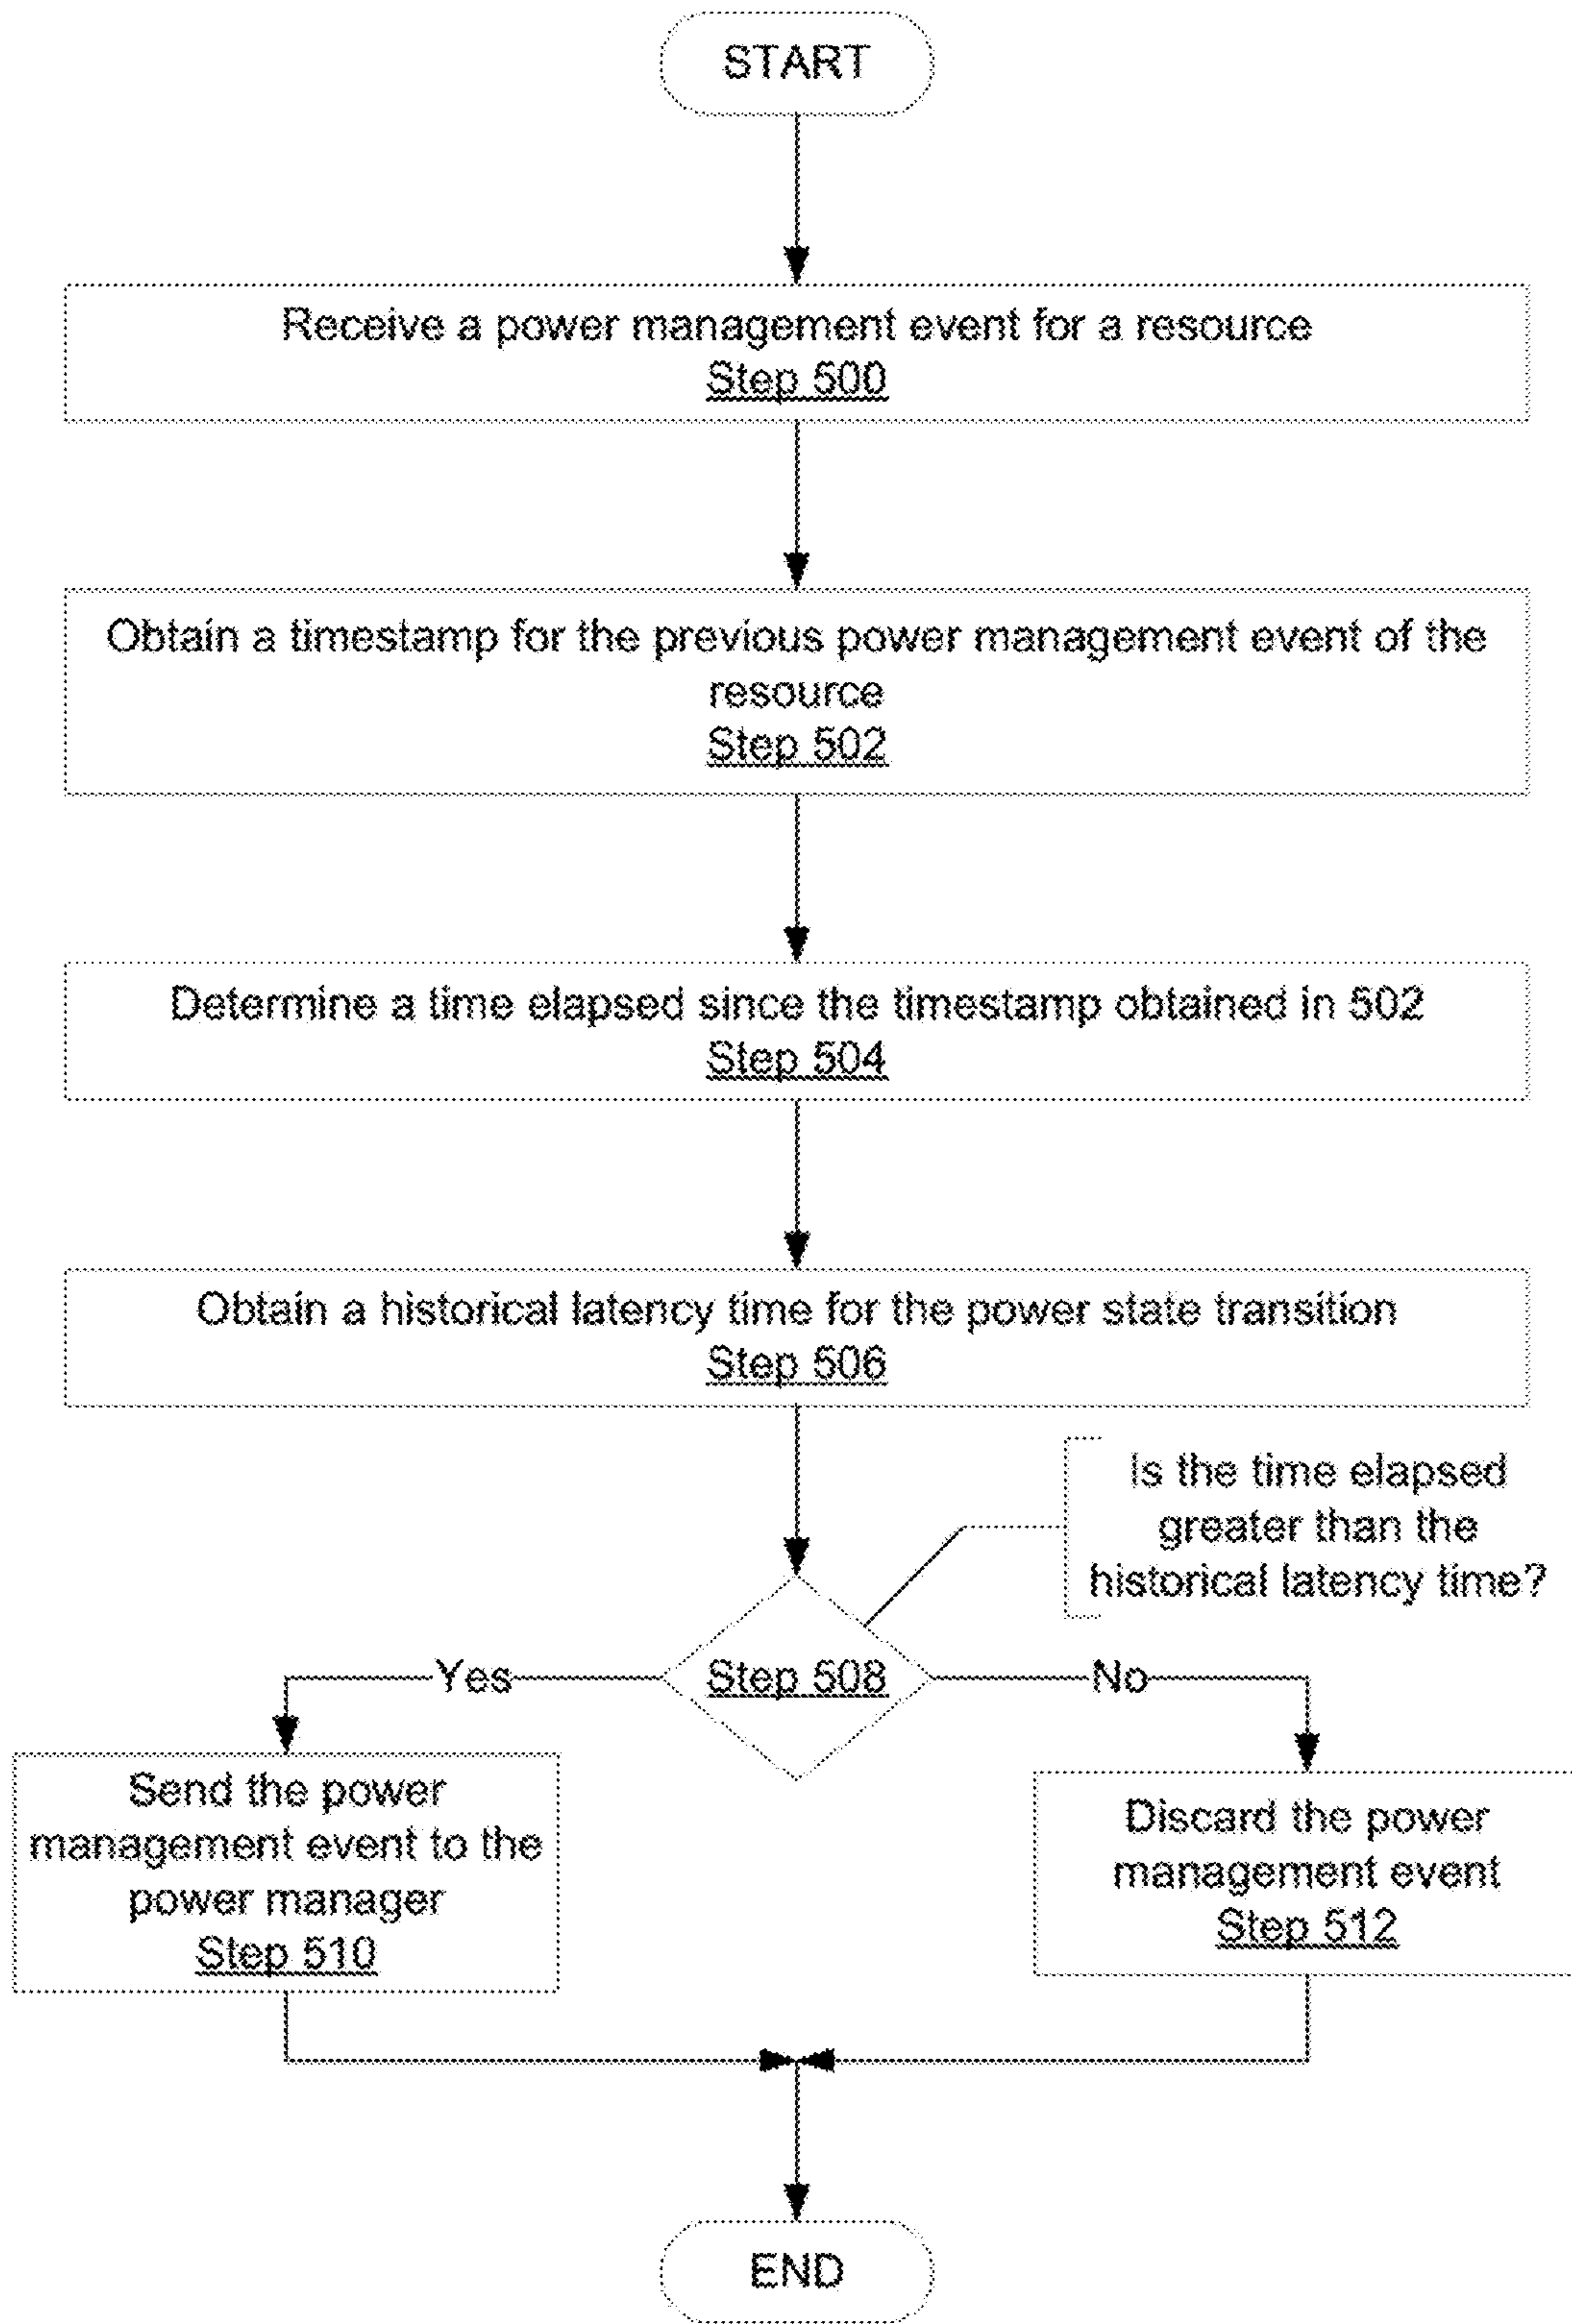 START
Receive a power management event for a resource
Step 500
Obtain a timestamp for the previous power management event of the
resource
Step 502
Determine a time elapsed since the timestamp obtained in 502
Step 504
Obtain a historical latency time for the power state transition
Step 506
Is the time elapsed
greater than the
historical latency time?
Yes
Step 508
No
Send the power
management event to the
power manager
Step 510
Discard the power
management event
Step 512
END